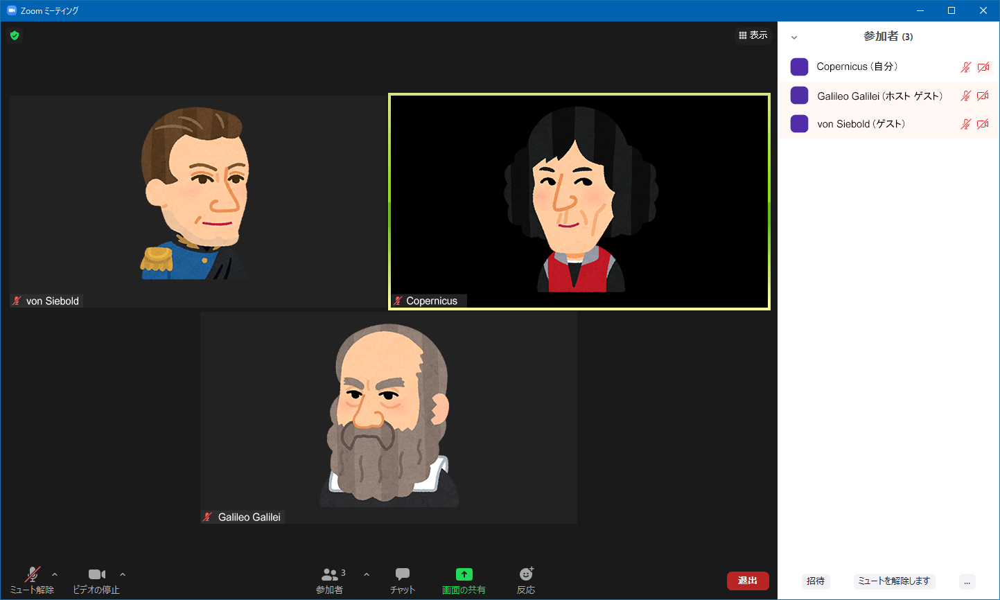 Zoom ミーティング
表示
参加者 (3)
Copernicus (自分)
Galileo Galilei (ホスト ゲスト)
von Siebold (ゲスト)
von Siebold
Copernicus
Galileo Galilei
ミュート解除
ビデオの停止
参加者
3
チャット
画面の共有
反応
退出
招待
ミュートを解除します
...